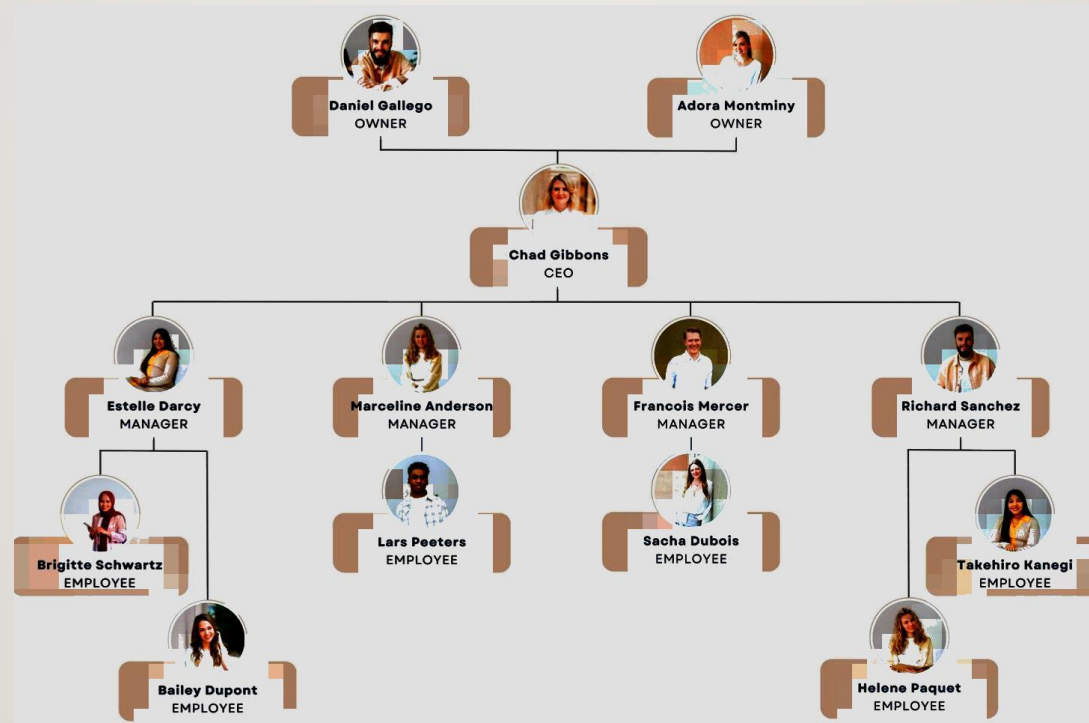 Daniel Gallego
OWNER
Adora Montminy
OWNER
Chad Gibbons
CEO
Estelle Darcy
MANAGER
Marceline Anderson
MANAGER
Francois Mercer
MANAGER
Richard Sanchez
MANAGER
Brigitte Schwartz
EMPLOYEE
Lars Peeters
EMPLOYEE
Sacha Dubois
EMPLOYEE
Takehiro Kanegi
EMPLOYEE
Bailey Dupont
EMPLOYEE
Helene Paquet
EMPLOYEE